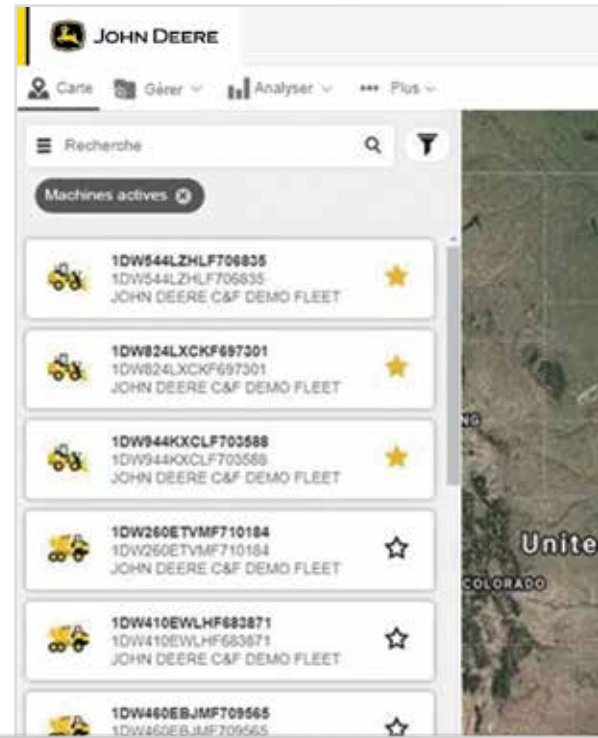 JOHN DEERE
Carte Gérer Analyser Plus
Recherche
Machines actives
1DW544LZHLF706835
1DW544LZHLF706835
JOHN DEERE C&F DEMO FLEET
1DW824LXCKF697301
1DW824LXCKF697301
JOHN DEERE C&F DEMO FLEET
1DW944KXCLF703588
1DW944KXCLF703588
JOHN DEERE C&F DEMO FLEET
1DW260ETVMF710184
1DW260ETVMF710184
JOHN DEERE C&F DEMO FLEET
1DW410EWLHF683871
1DW410EWLHF683871
JOHN DEERE C&F DEMO FLEET
1DW460EBJMF709565
1DW460EBJMF709565
NG
Unite
COLORADO